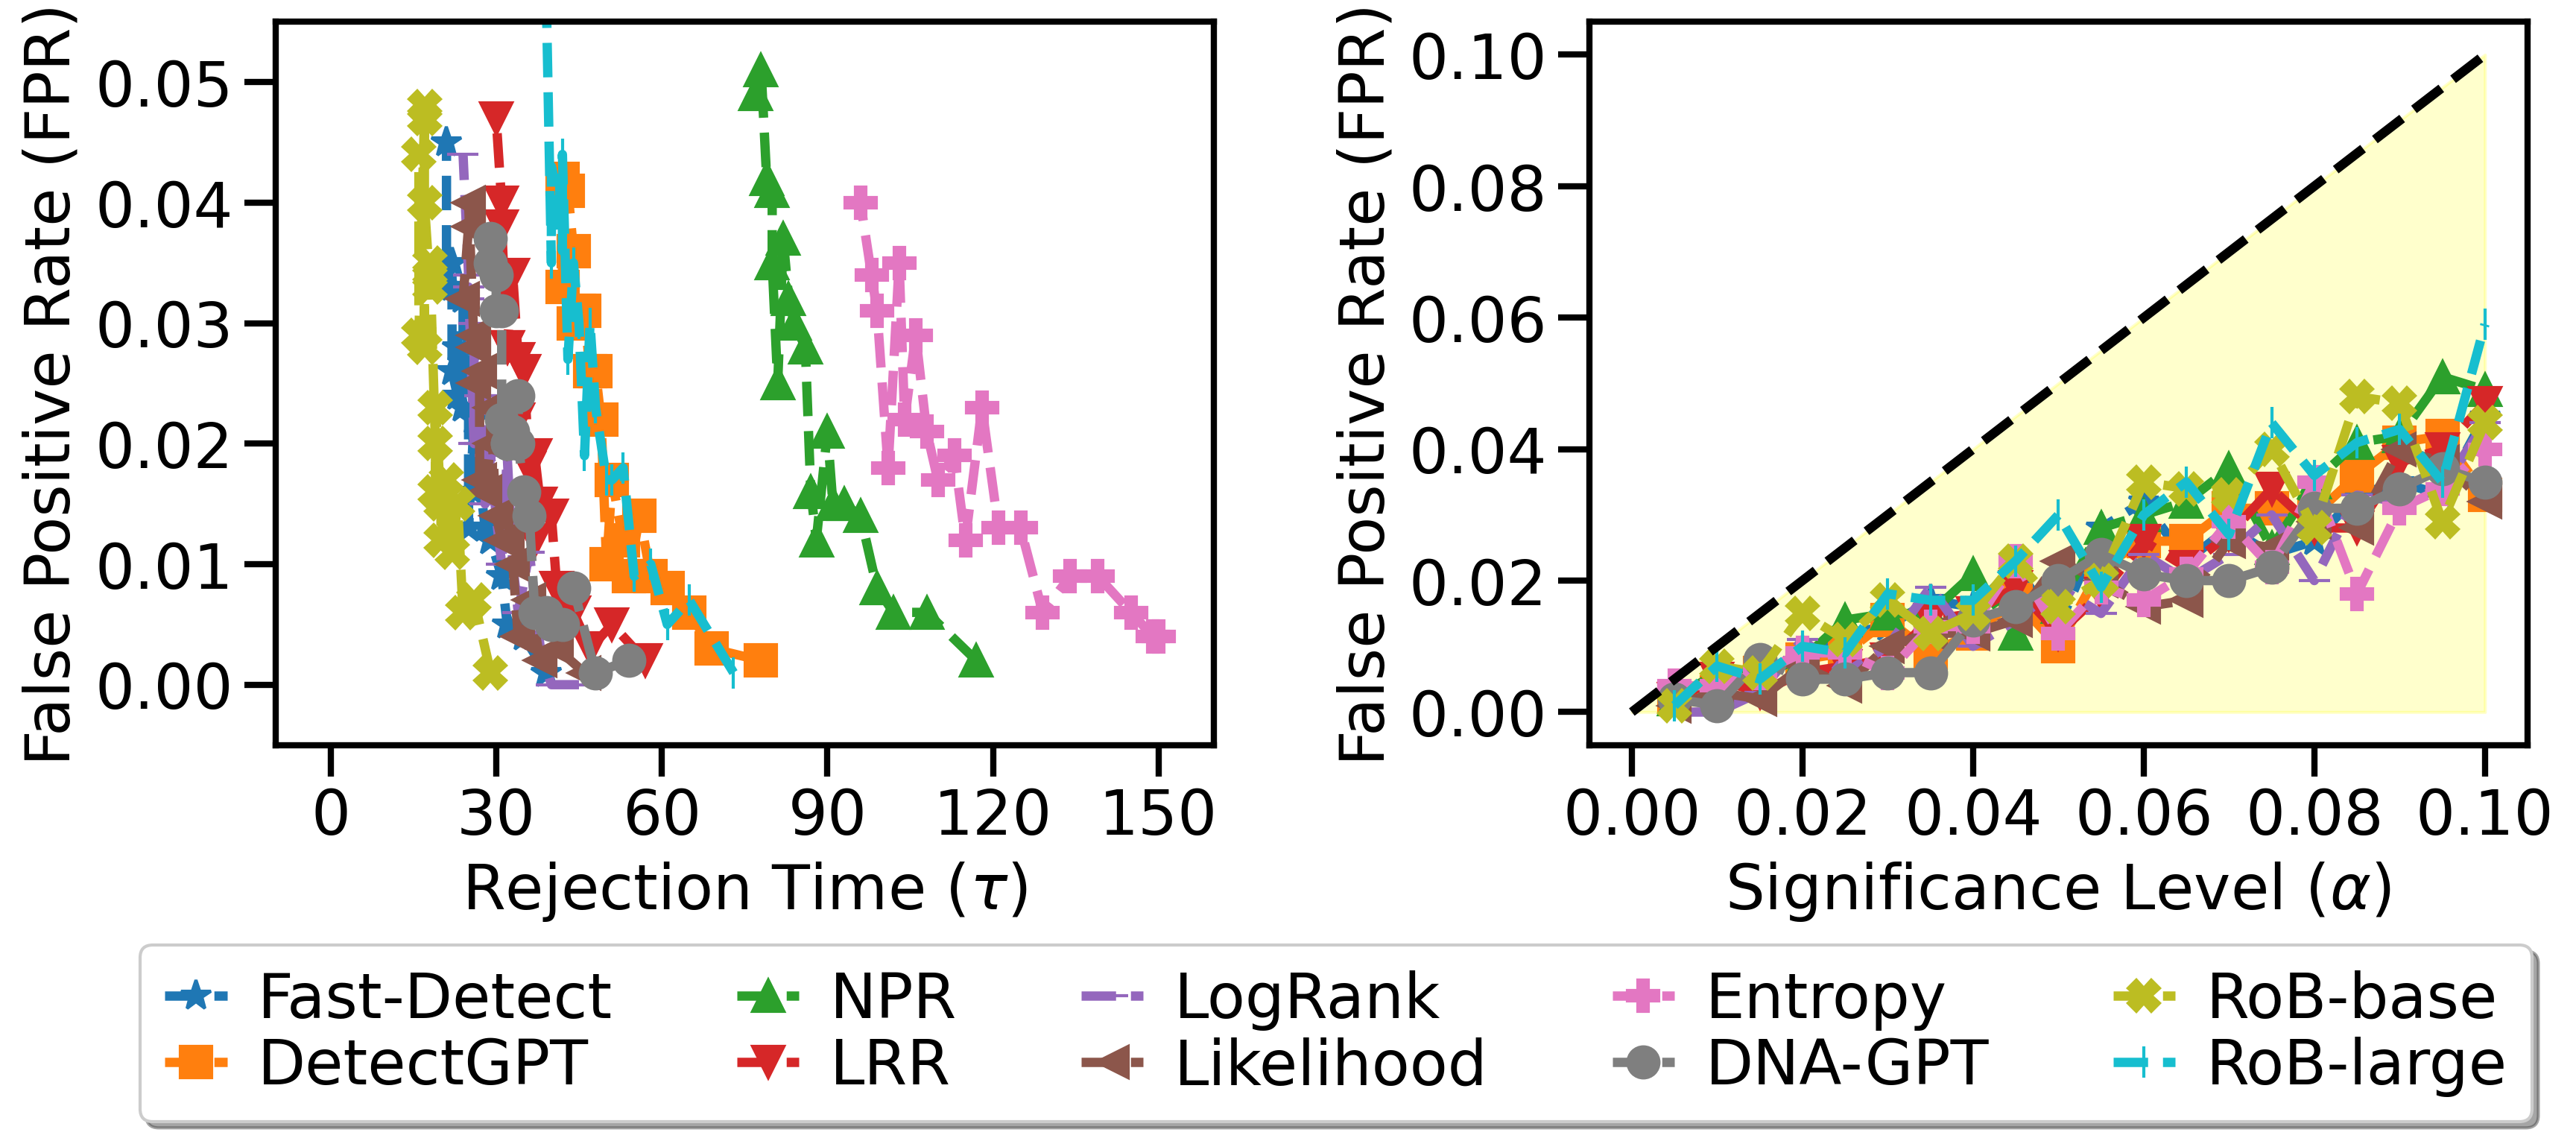 False Positive Rate (FPR)
0.05
0.04
0.03
0.02
0.01
0.00
0 30 60 90 120 150
Rejection Time (τ)
False Positive Rate (FPR)
0.10
0.08
0.06
0.04
0.02
0.00
0.00 0.02 0.04 0.06 0.08 0.10
Significance Level (α)
Fast-Detect NPR LogRank Entropy RoB-base
DetectGPT LRR Likelihood DNA-GPT RoB-large